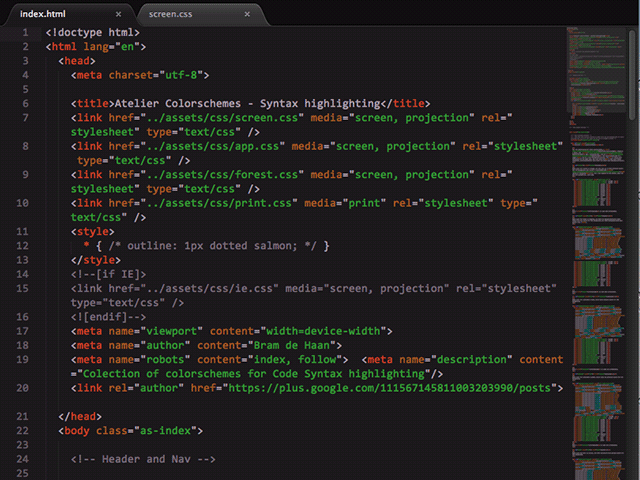 index.html × screen.css ×
1 <!doctype html>
2 <html lang="en">
3 <head>
4 <meta charset="utf-8">
5
6 <title>Atelier Colorschemes - Syntax highlighting</title>
7 <link href="../assets/css/screen.css" media="screen, projection" rel="
stylesheet" type="text/css" />
8 <link href="../assets/css/app.css" media="screen, projection" rel="stylesheet"
type="text/css" />
9 <link href="../assets/css/forest.css" media="screen, projection" rel="
stylesheet" type="text/css" />
10 <link href="../assets/css/print.css" media="print" rel="stylesheet" type="
text/css" />
11 <style>
12 * { /* outline: 1px dotted salmon; */ }
13 </style>
14 <!--[if IE]>
15 <link href="../assets/css/ie.css" media="screen, projection" rel="stylesheet"
type="text/css" />
16 <![endif]-->
17 <meta name="viewport" content="width=device-width">
18 <meta name="author" content="Bram de Haan">
19 <meta name="robots" content="index, follow"> <meta name="description" content
="Colection of colorschemes for Code Syntax highlighting"/>
20 <link rel="author" href="https://plus.google.com/111567145811003203990/posts">
21 </head>
22 <body class="as-index">
23
24 <!-- Header and Nav -->
25